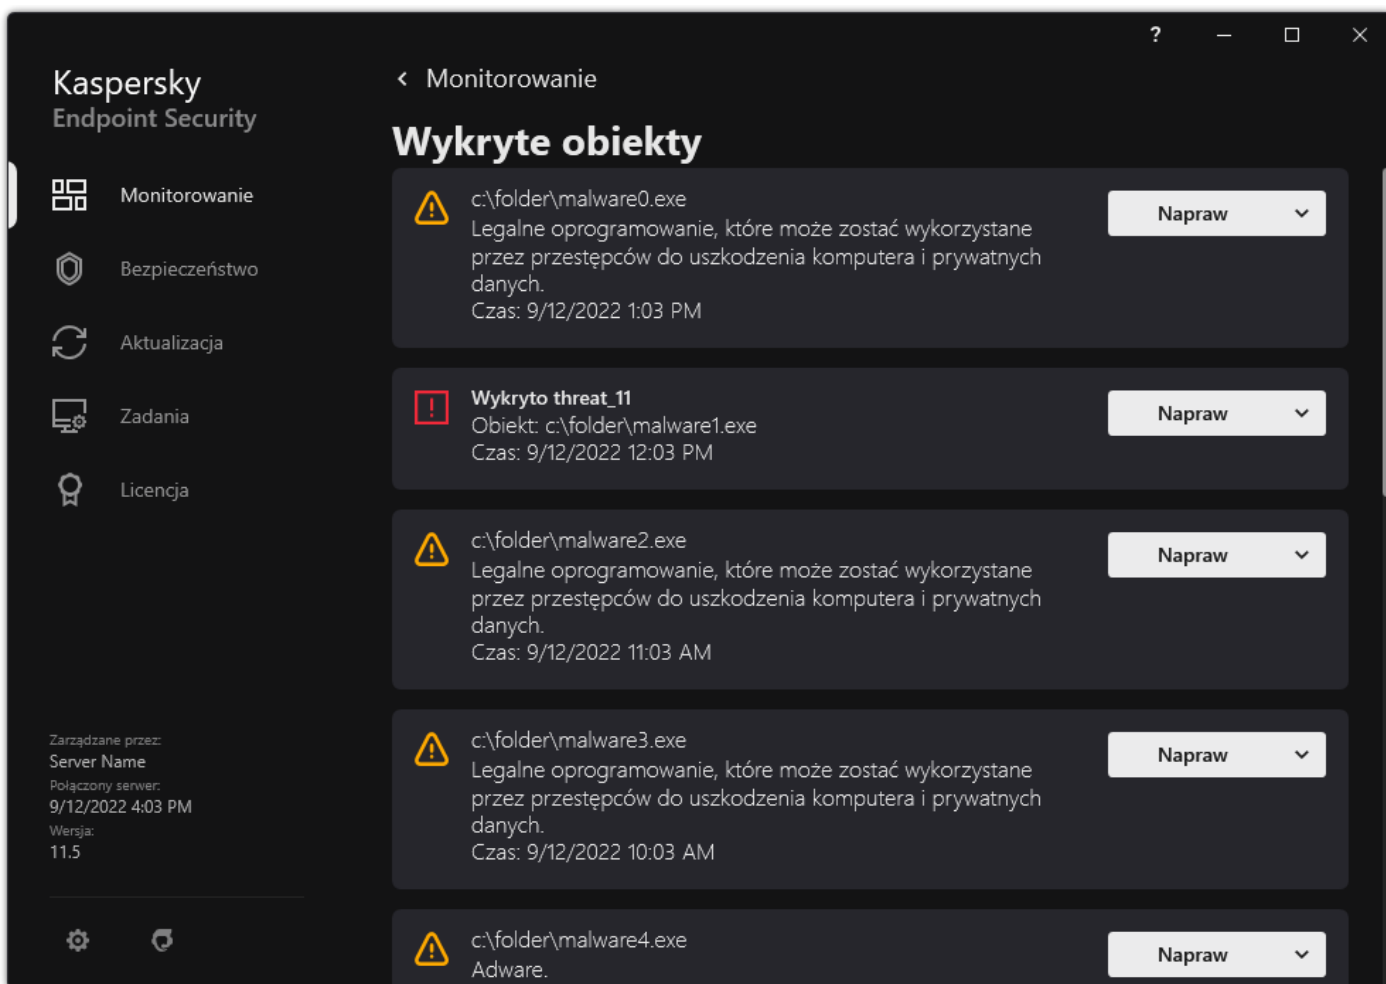 ?
Kaspersky
Endpoint Security
Monitorowanie
Bezpieczeństwo
Aktualizacja
Zadania
Licencja
Zarządzane przez:
Server Name
Połączony serwer:
9/12/2022 4:03 PM
Wersja:
11.5
Monitorowanie
Wykryte obiekty
c:\folder\malware0.exe
Legalne oprogramowanie, które może zostać wykorzystane
przez przestępców do uszkodzenia komputera i prywatnych
danych.
Czas: 9/12/2022 1:03 PM
Napraw
Wykryto threat_11
Obiekt: c:\folder\malware1.exe
Czas: 9/12/2022 12:03 PM
Napraw
c:\folder\malware2.exe
Legalne oprogramowanie, które może zostać wykorzystane
przez przestępców do uszkodzenia komputera i prywatnych
danych.
Czas: 9/12/2022 11:03 AM
Napraw
c:\folder\malware3.exe
Legalne oprogramowanie, które może zostać wykorzystane
przez przestępców do uszkodzenia komputera i prywatnych
danych.
Czas: 9/12/2022 10:03 AM
Napraw
c:\folder\malware4.exe
Adware.
Napraw